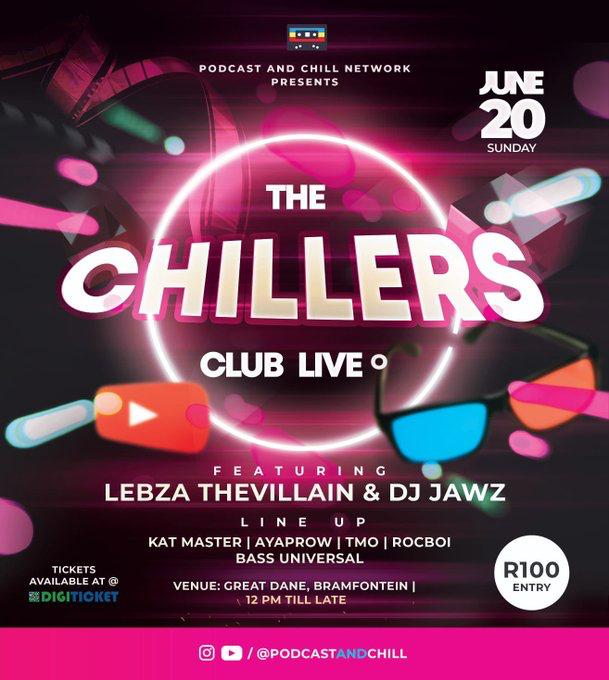 PODCAST AND CHILL NETWORK
PRESENTS
JUNE
20
SUNDAY
THE
CHILLERS
CLUB LIVE
FEATURING
LEBZA THEVILLAIN & DJ JAWZ
LINE UP
KAT MASTER | AYAPROW | TMO | ROCBOI
BASS UNIVERSAL
VENUE: GREAT DANE, BRAMFONTEIN |
12 PM TILL LATE
TICKETS
AVAILABLE AT @
DIGITICKET
R100
ENTRY
/ @PODCASTANDCHILL